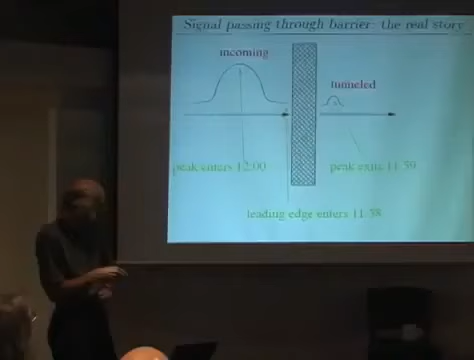 Signal passing through barrier: the real story
incoming
tunneled
peak enters 12:00
peak exits 11:59
leading edge enters 11:58